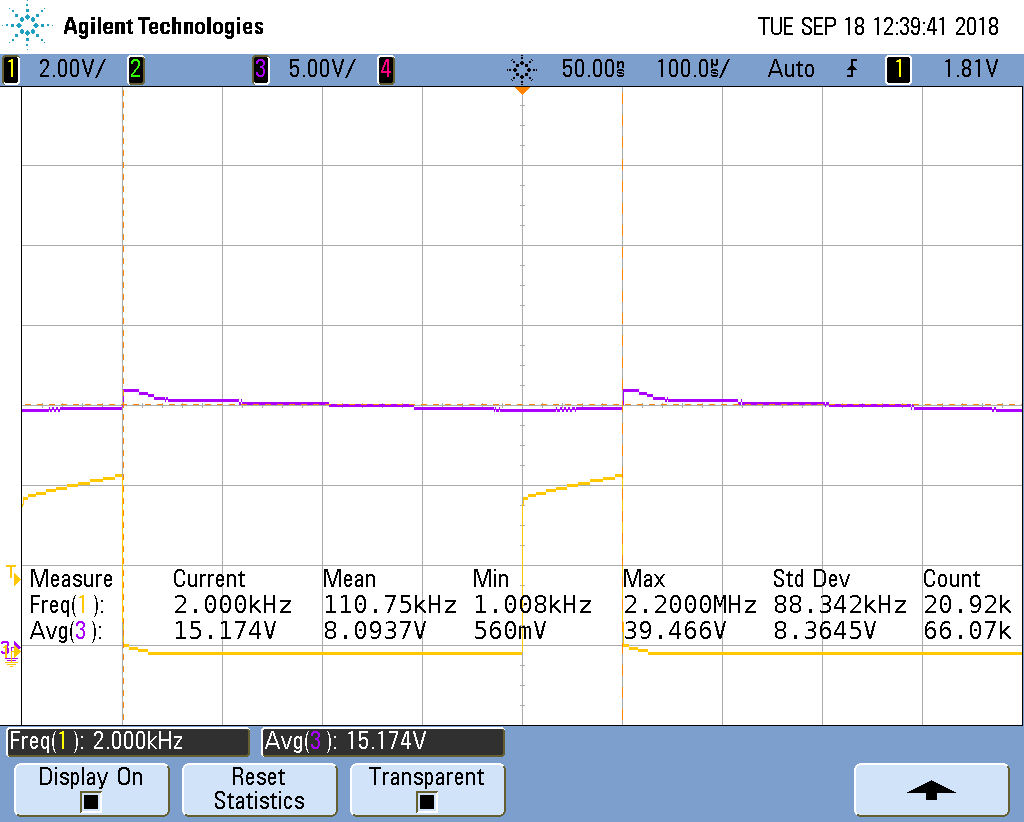 Agilent Technologies TUE SEP 18 12:39:41 2018
1 2.00V/ 2 3 5.00V/ 4 50.00% 100.0%/ Auto 1 1.81V
T
Measure Current Mean Min Max Std Dev Count
Freq(1): 2.000kHz 110.75kHz 1.008kHz 2.2000MHz 88.342kHz 20.92k
Avg(3): 15.174V 8.0937V 560mV 39.466V 8.3645V 66.07k
3
Freq(1): 2.000kHz Avg(3): 15.174V
Display On
Reset Statistics
Transparent